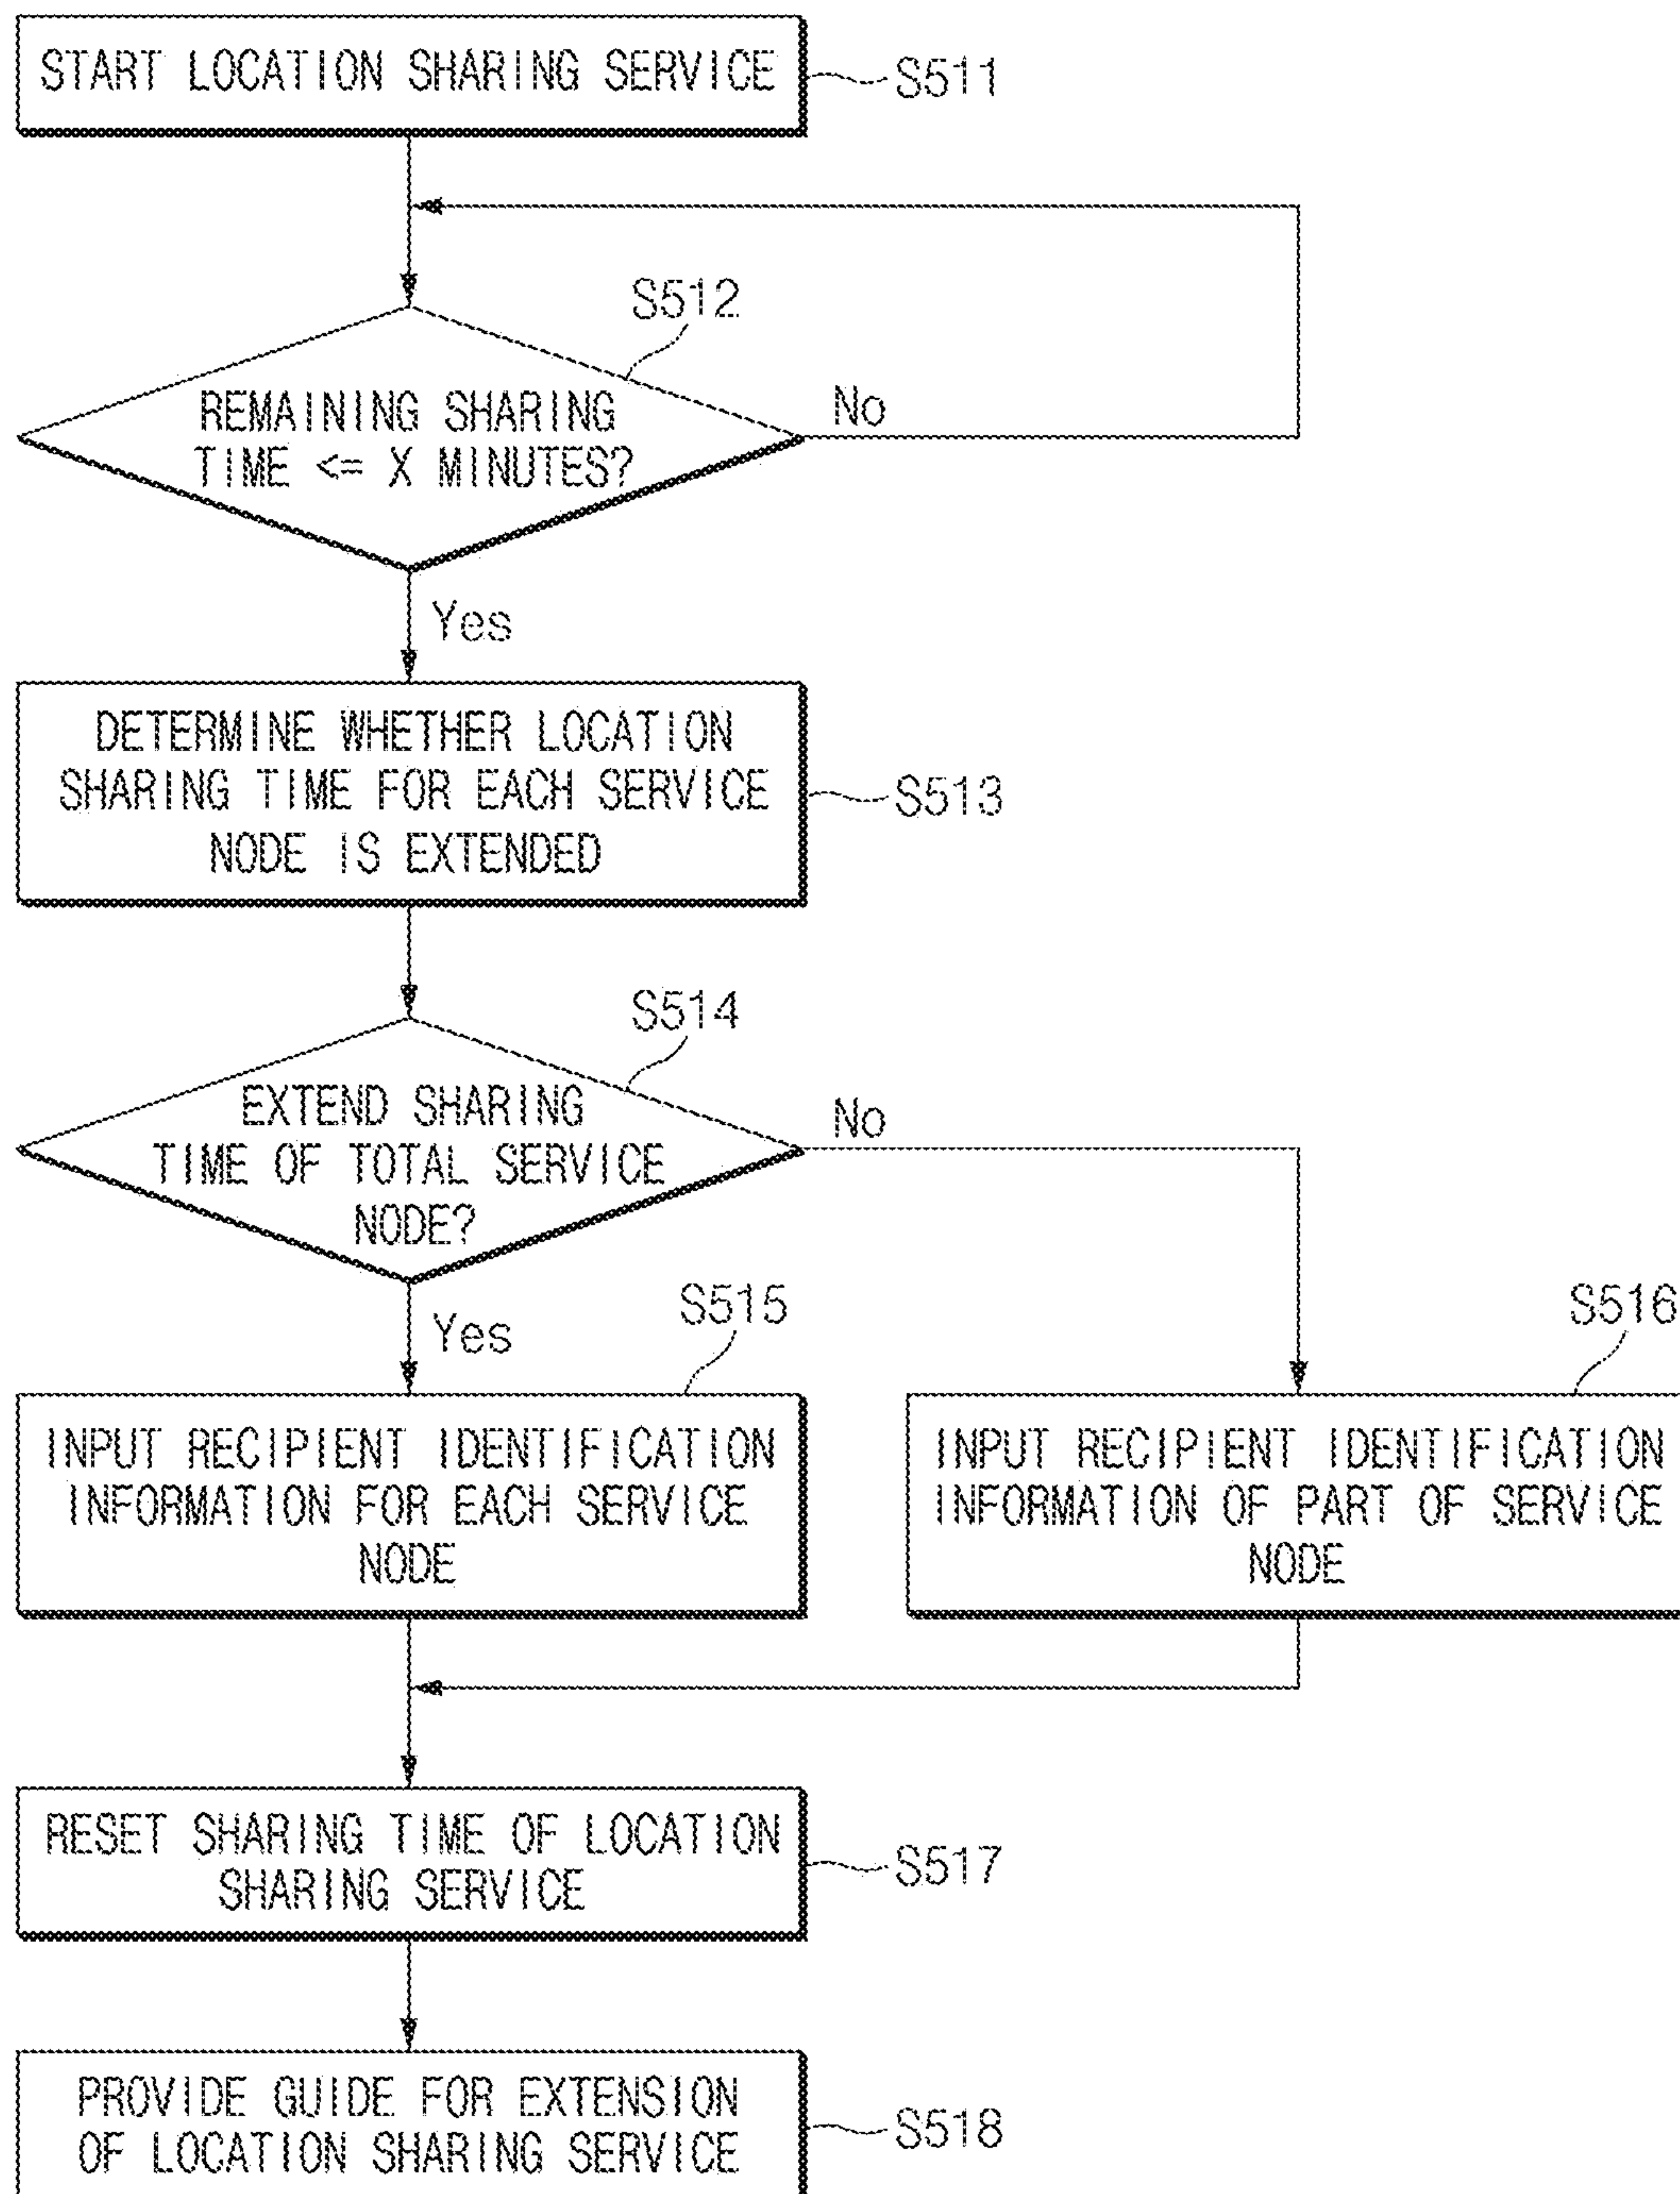 START LOCATION SHARING SERVICE
S511
S512
REMAINING SHARING
TIME <= X MINUTES?
No
Yes
DETERMINE WHETHER LOCATION
SHARING TIME FOR EACH SERVICE
NODE IS EXTENDED
S513
S514
EXTEND SHARING
TIME OF TOTAL SERVICE
NODE?
No
Yes
S515
INPUT RECIPIENT IDENTIFICATION
INFORMATION FOR EACH SERVICE
NODE
S516
INPUT RECIPIENT IDENTIFICATION
INFORMATION OF PART OF SERVICE
NODE
RESET SHARING TIME OF LOCATION
SHARING SERVICE
S517
PROVIDE GUIDE FOR EXTENSION
OF LOCATION SHARING SERVICE
S518